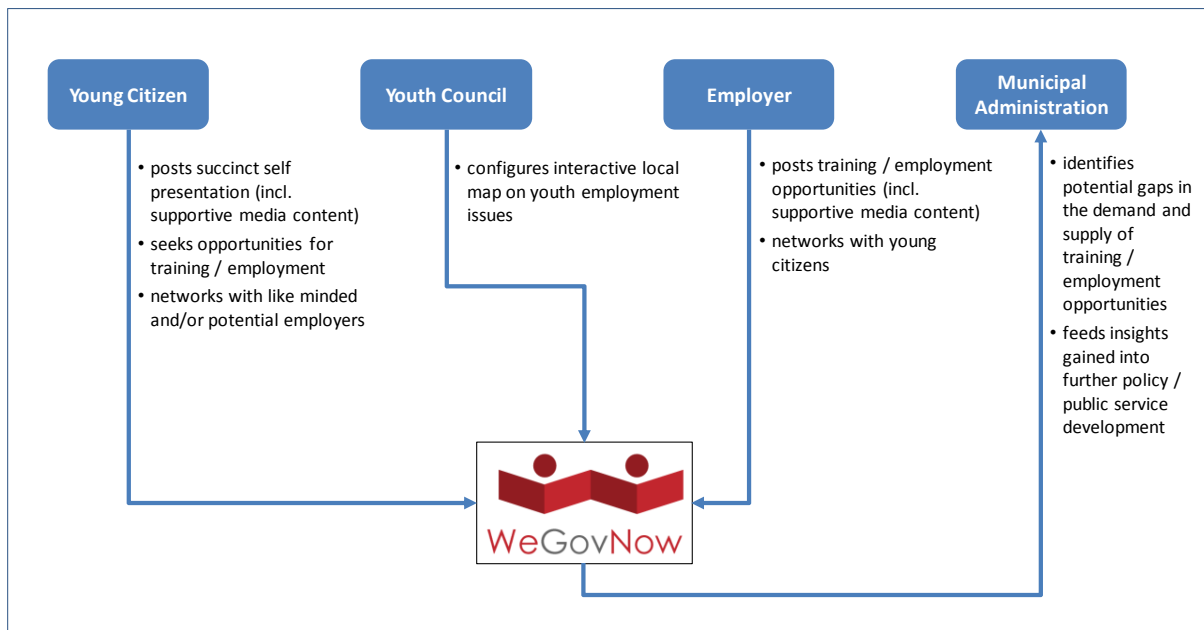 Young Citizen
Youth Council
Employer
Municipal
Administration
• posts succinct self
presentation (incl.
supportive media content)
• seeks opportunities for
training / employment
• networks with like minded
and/or potential employers
• configures interactive local
map on youth employment
issues
• posts training / employment
opportunities (incl.
supportive media content)
• networks with young
citizens
• identifies
potential gaps in
the demand and
supply of
training /
employment
opportunities
• feeds insights
gained into
further policy /
public service
development
WeGovNow